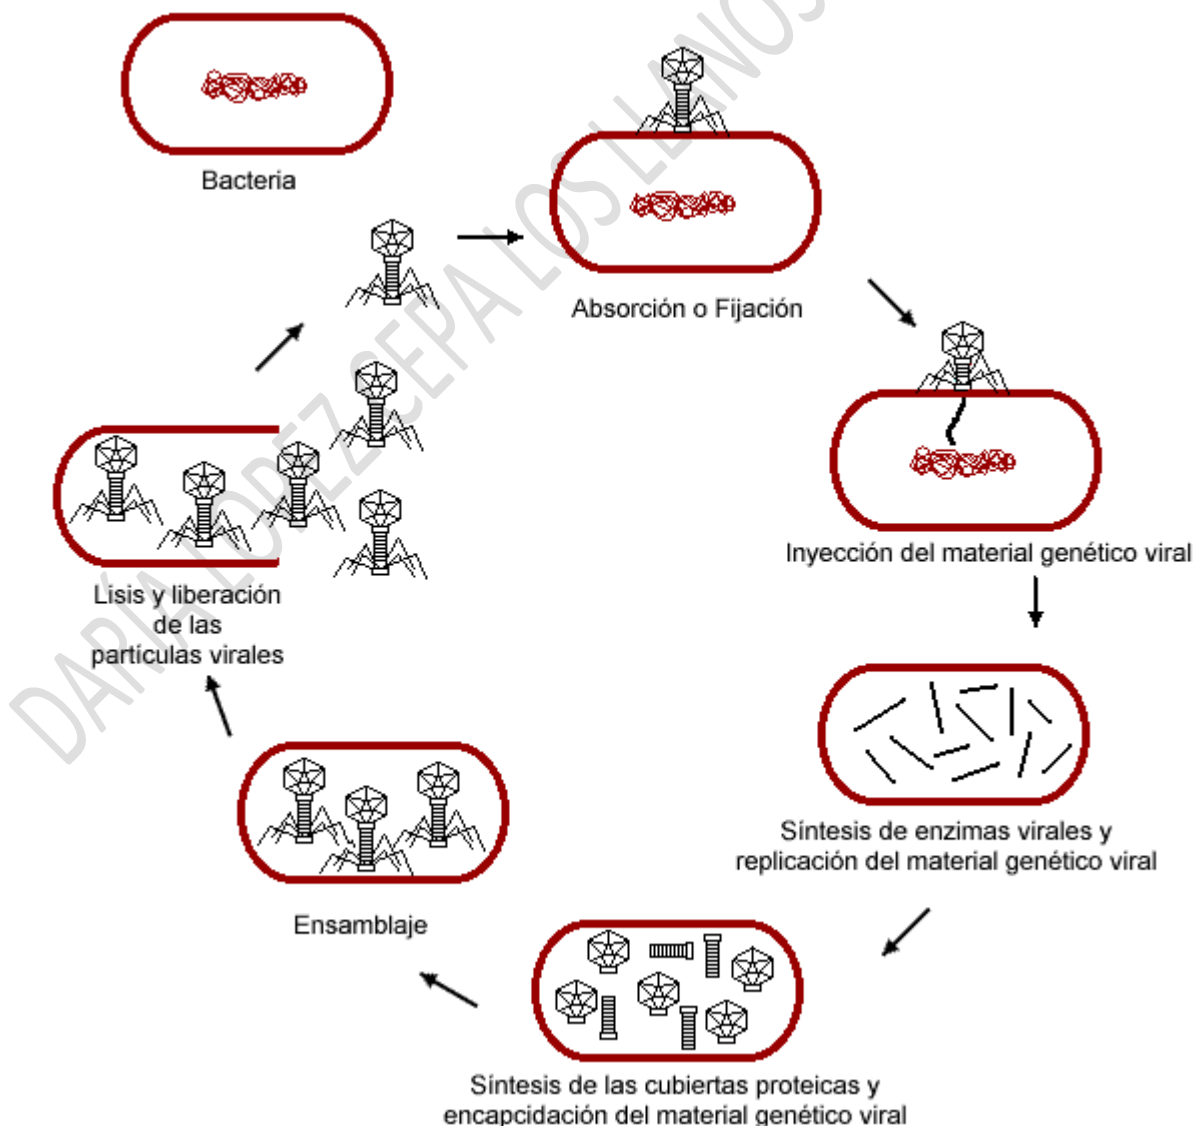 Bacteria
Absorción o Fijación
Inyección del material genético viral
Síntesis de enzimas virales y
replicación del material genético viral
Síntesis de las cubiertas proteicas y
encapcidación del material genético viral
Ensamblaje
Lisis y liberación
de las
partículas virales
DARÍA LOPEZ CEPA LOS LLANOS